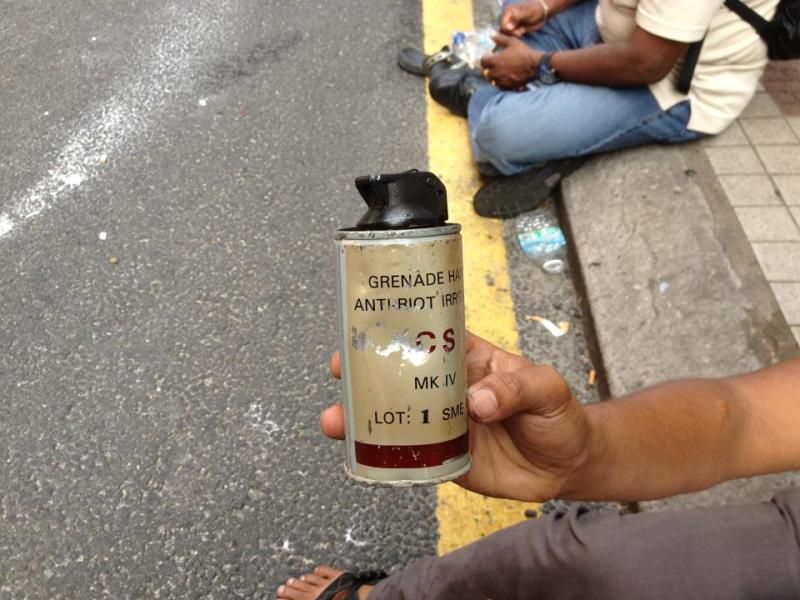 GRENADE HA
ANTI-RIOT IRR
CS
MK IV
LOT: 1 SME